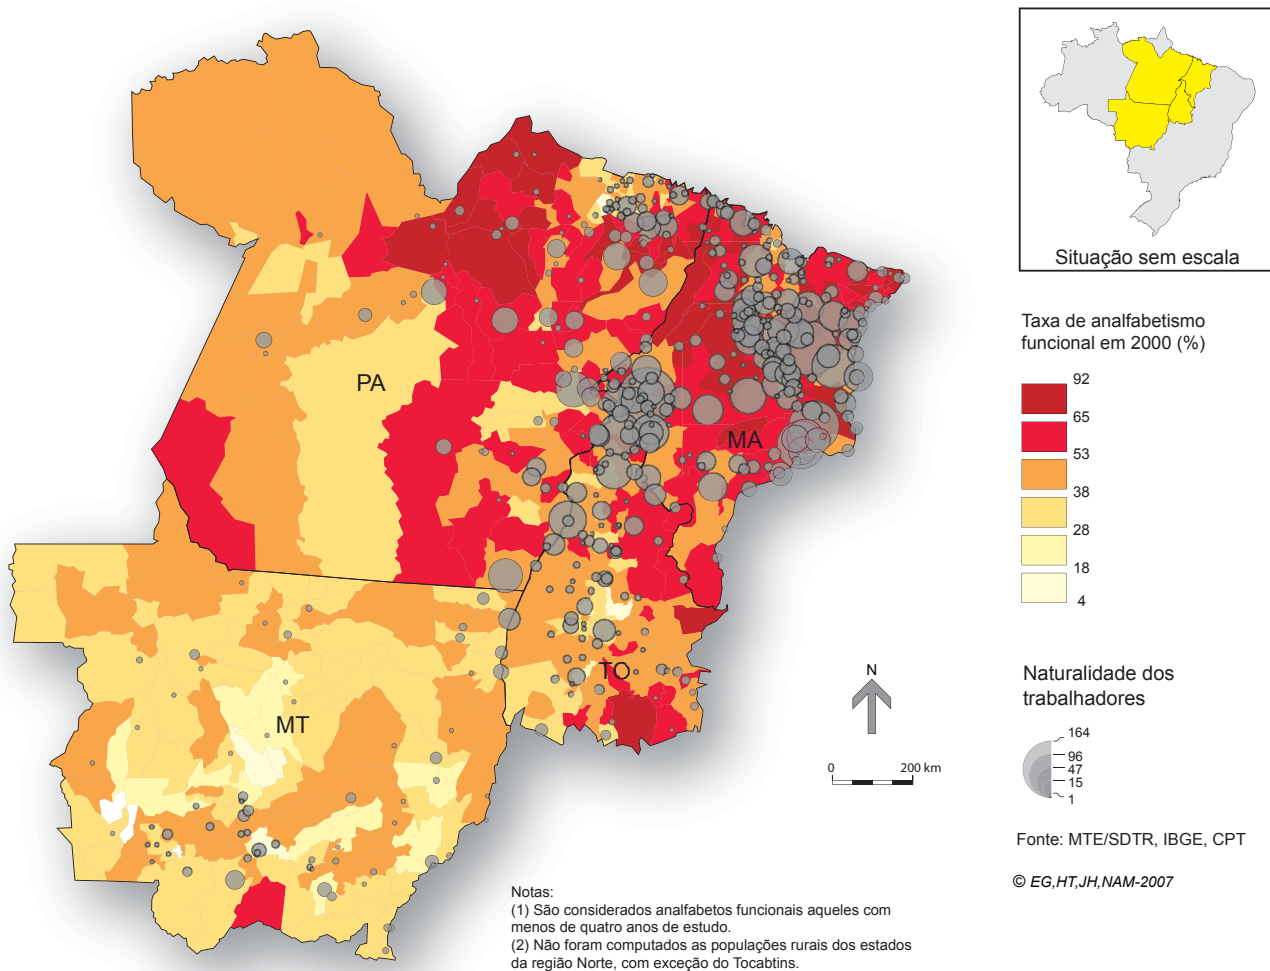 PA
MA
TO
MT
N
0 200 km
Situação sem escala
Taxa de analfabetismo
funcional em 2000 (%)
92
65
53
38
28
18
4
Naturalidade dos
trabalhadores
164
96
47
15
1
Fonte: MTE/SDTR, IBGE, CPT
© EG,HT,JH,NAM-2007
Notas:
(1) São considerados analfabetos funcionais aqueles com
menos de quatro anos de estudo.
(2) Não foram computados as populações rurais dos estados
da região Norte, com exceção do Tocabtins.